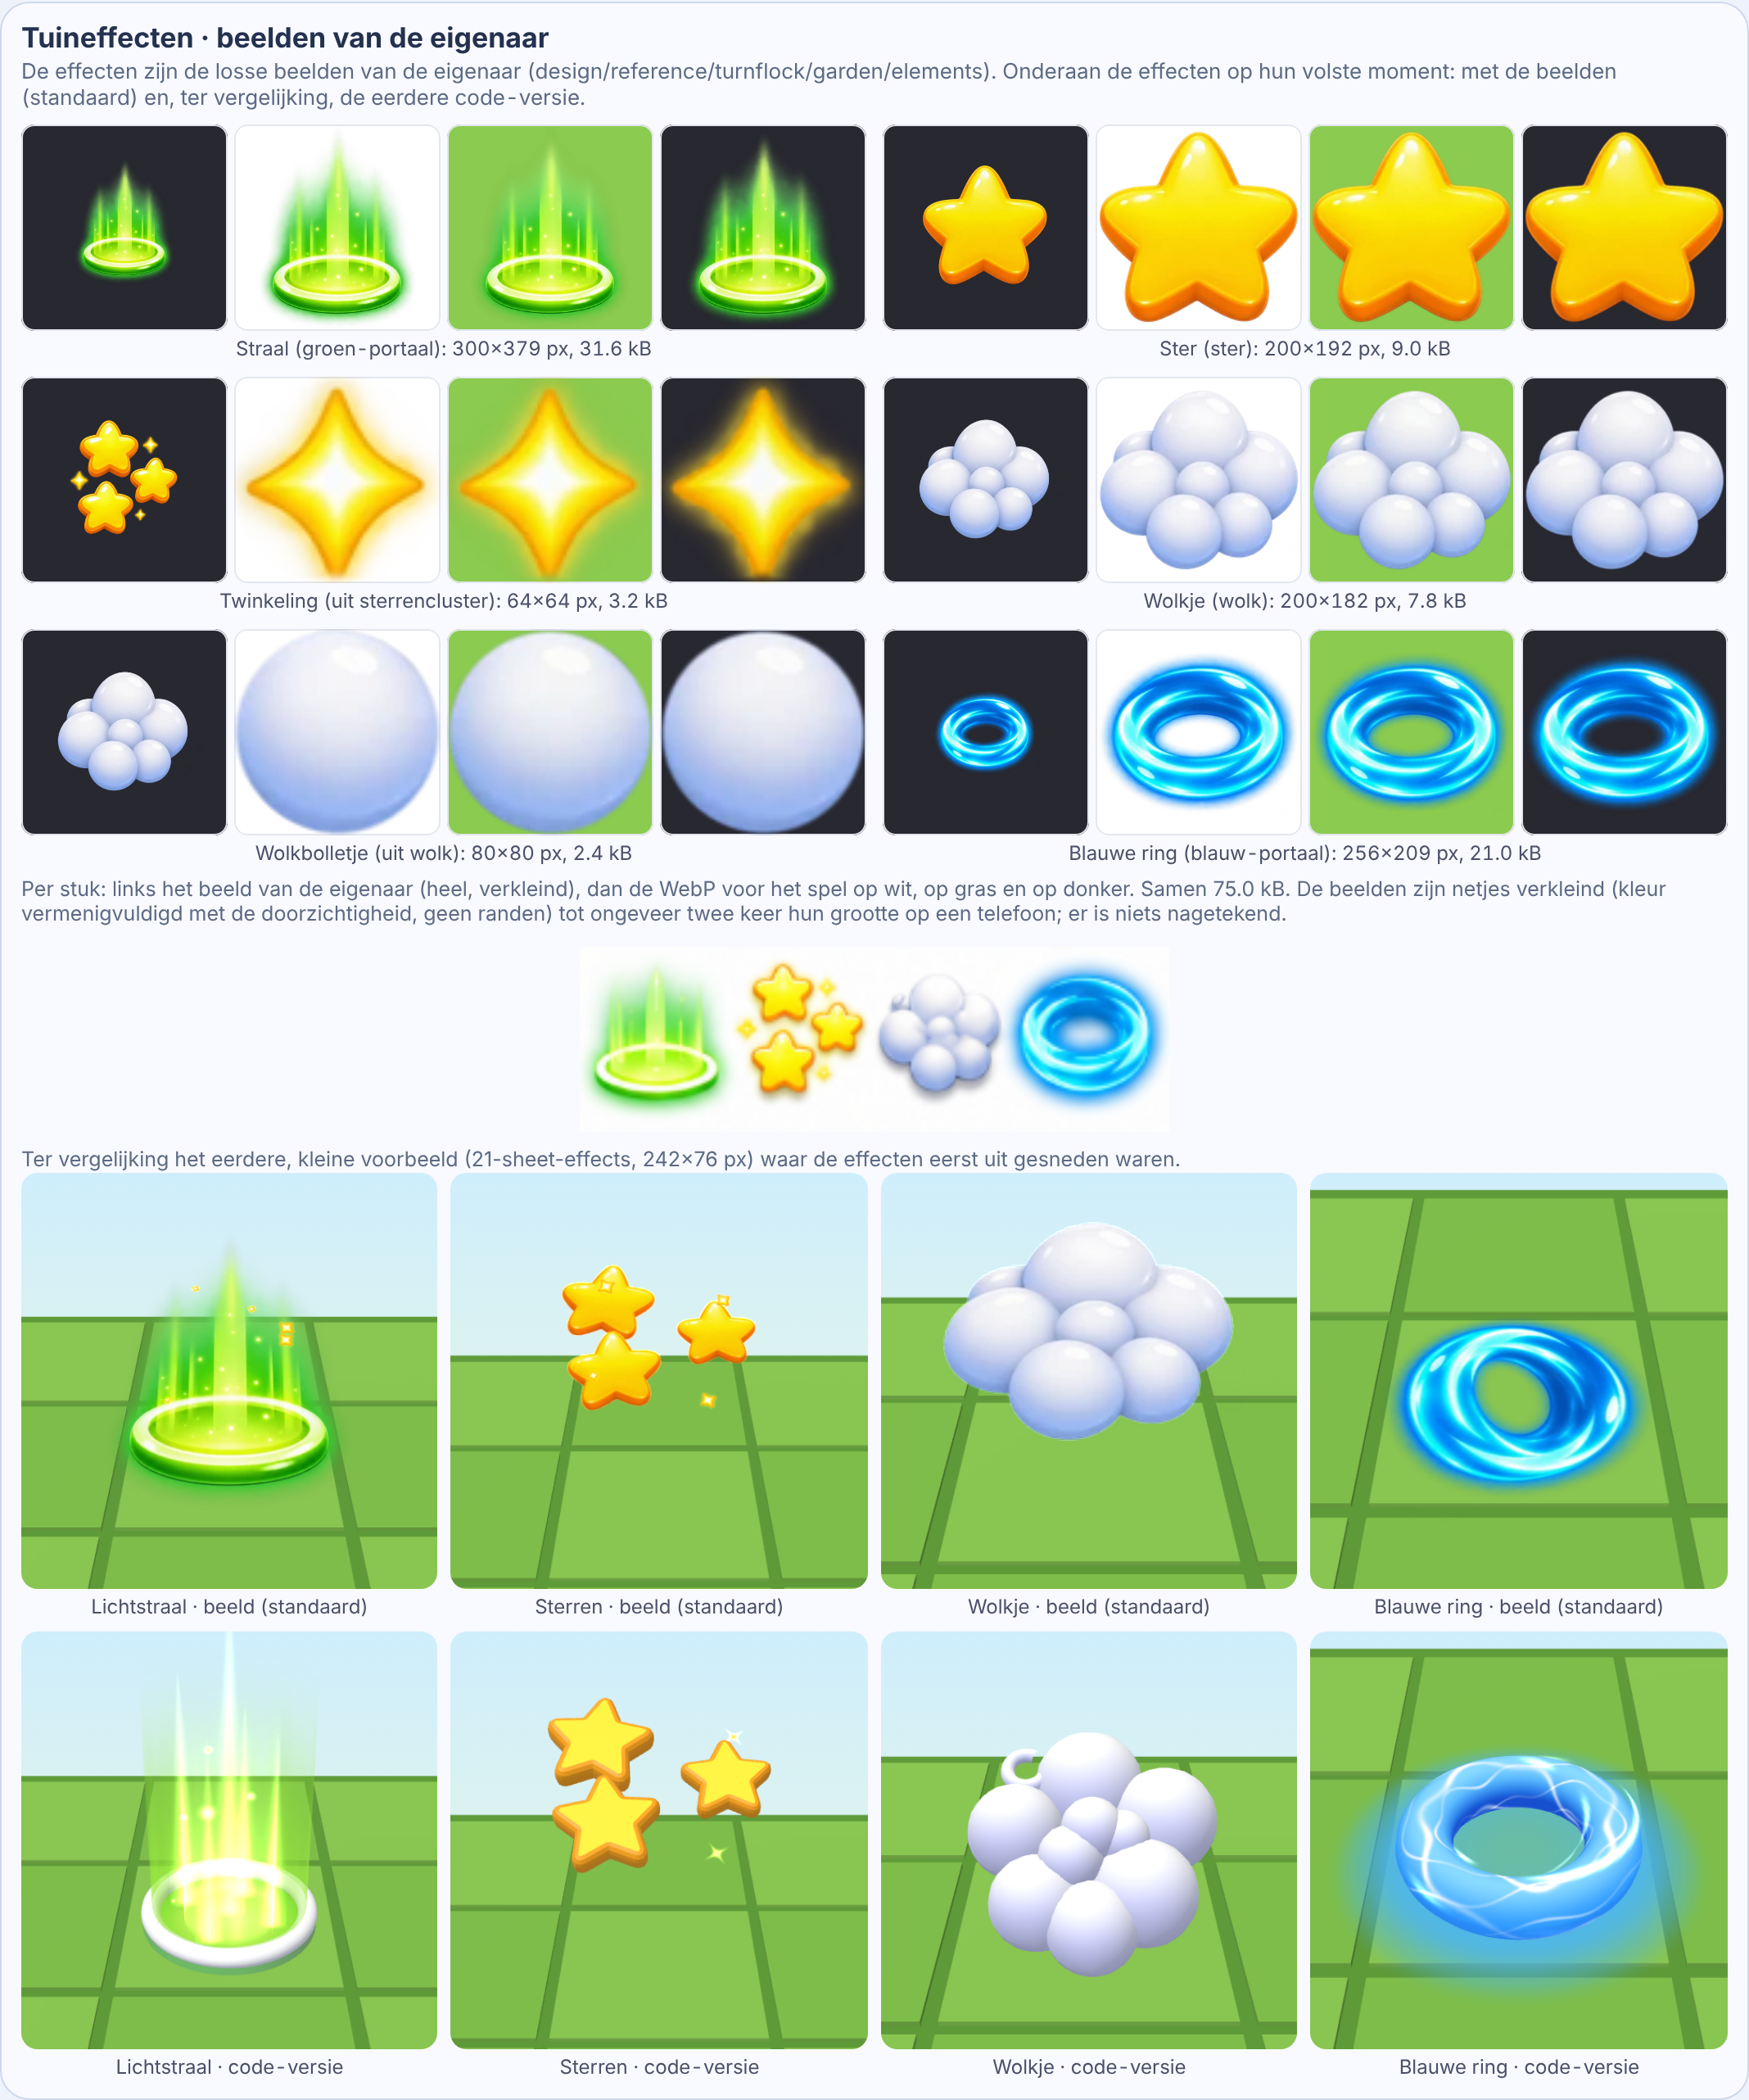 Tuineffecten · beelden van de eigenaar
De effecten zijn de losse beelden van de eigenaar (design/reference/turnflock/garden/elements). Onderaan de effecten op hun volste moment: met de beelden
(standaard) en, ter vergelijking, de eerdere code-versie.
Straal (groen-portaal): 300×379 px, 31.6 kB
Ster (ster): 200×192 px, 9.0 kB
Twinkeling (uit sterrencluster): 64×64 px, 3.2 kB
Wolkje (wolk): 200×182 px, 7.8 kB
Wolkbolletje (uit wolk): 80×80 px, 2.4 kB
Blauwe ring (blauw-portaal): 256×209 px, 21.0 kB
Per stuk: links het beeld van de eigenaar (heel, verkleind), dan de WebP voor het spel op wit, op gras en op donker. Samen 75.0 kB. De beelden zijn netjes verkleind (kleur
vermenigvuldigd met de doorzichtigheid, geen randen) tot ongeveer twee keer hun grootte op een telefoon; er is niets nagetekend.
Ter vergelijking het eerdere, kleine voorbeeld (21-sheet-effects, 242×76 px) waar de effecten eerst uit gesneden waren.
Lichtstraal · beeld (standaard)
Sterren · beeld (standaard)
Wolkje · beeld (standaard)
Blauwe ring · beeld (standaard)
Lichtstraal · code-versie
Sterren · code-versie
Wolkje · code-versie
Blauwe ring · code-versie